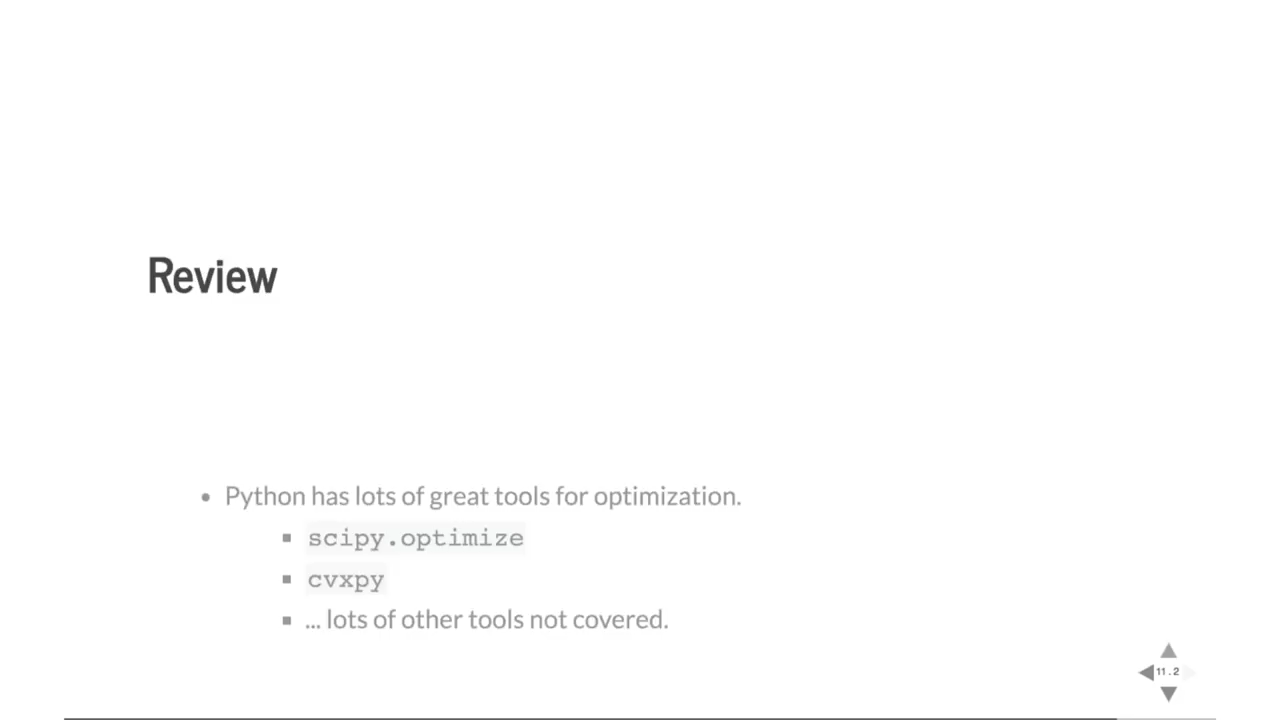 Review
• Python has lots of great tools for optimization.
▪ scipy.optimize
▪ cvxpy
▪ ... lots of other tools not covered.
11.2